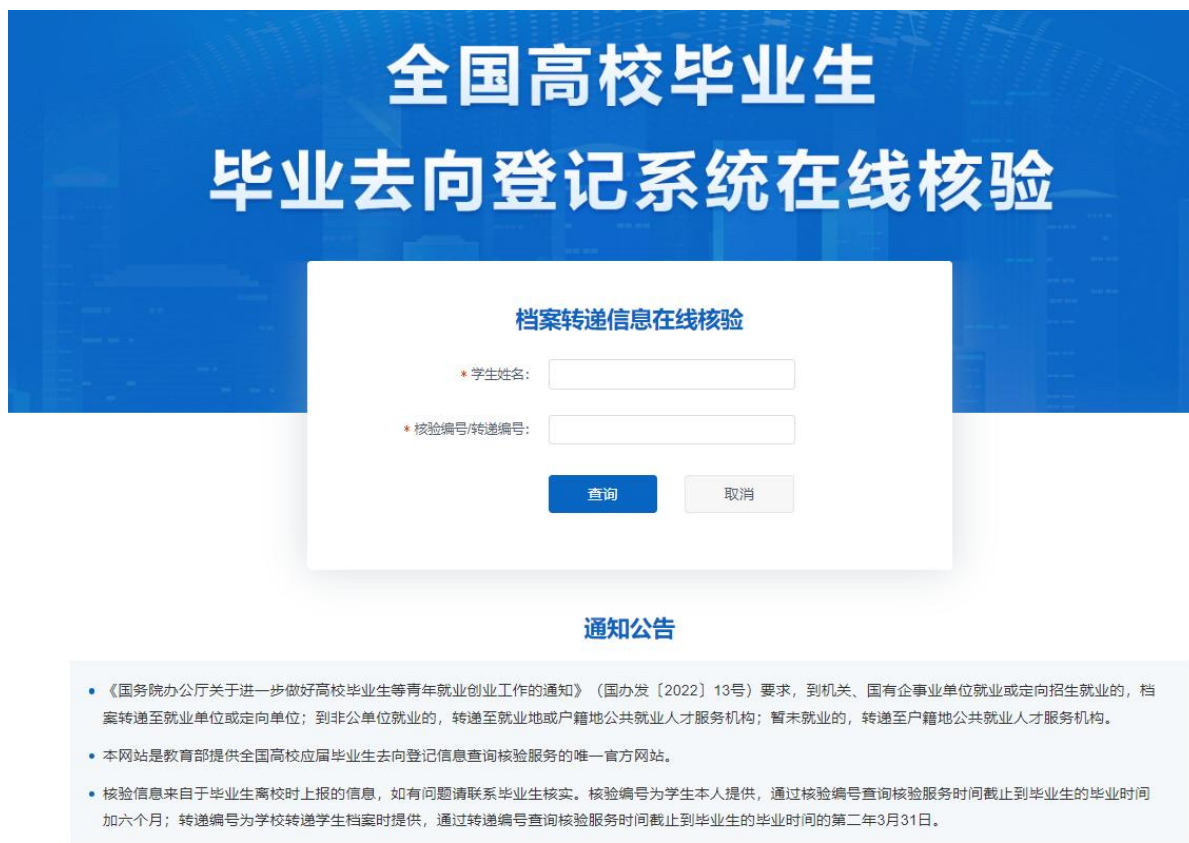 全国高校毕业生
毕业去向登记系统在线核验
档案转递信息在线核验
* 学生姓名：
* 核验编号/转递编号：
查询 取消
通知公告
• 《国务院办公厅关于进一步做好高校毕业生等青年就业创业工作的通知》（国办发〔2022〕13号）要求，到机关、国有企事业单位就业或定向招生就业的，档
案转递至就业单位或定向单位；到非公单位就业的，转递至就业地或户籍地公共就业人才服务机构；暂未就业的，转递至户籍地公共就业人才服务机构。
• 本网站是教育部提供全国高校应届毕业生去向登记信息查询核验服务的唯一官方网站。
• 核验信息来自于毕业生离校时上报的信息，如有问题请联系毕业生核实。核验编号为学生本人提供，通过核验编号查询核验服务时间截止到毕业生的毕业时间
加六个月；转递编号为学校转递学生档案时提供，通过转递编号查询核验服务时间截止到毕业生的毕业时间的第二年3月31日。